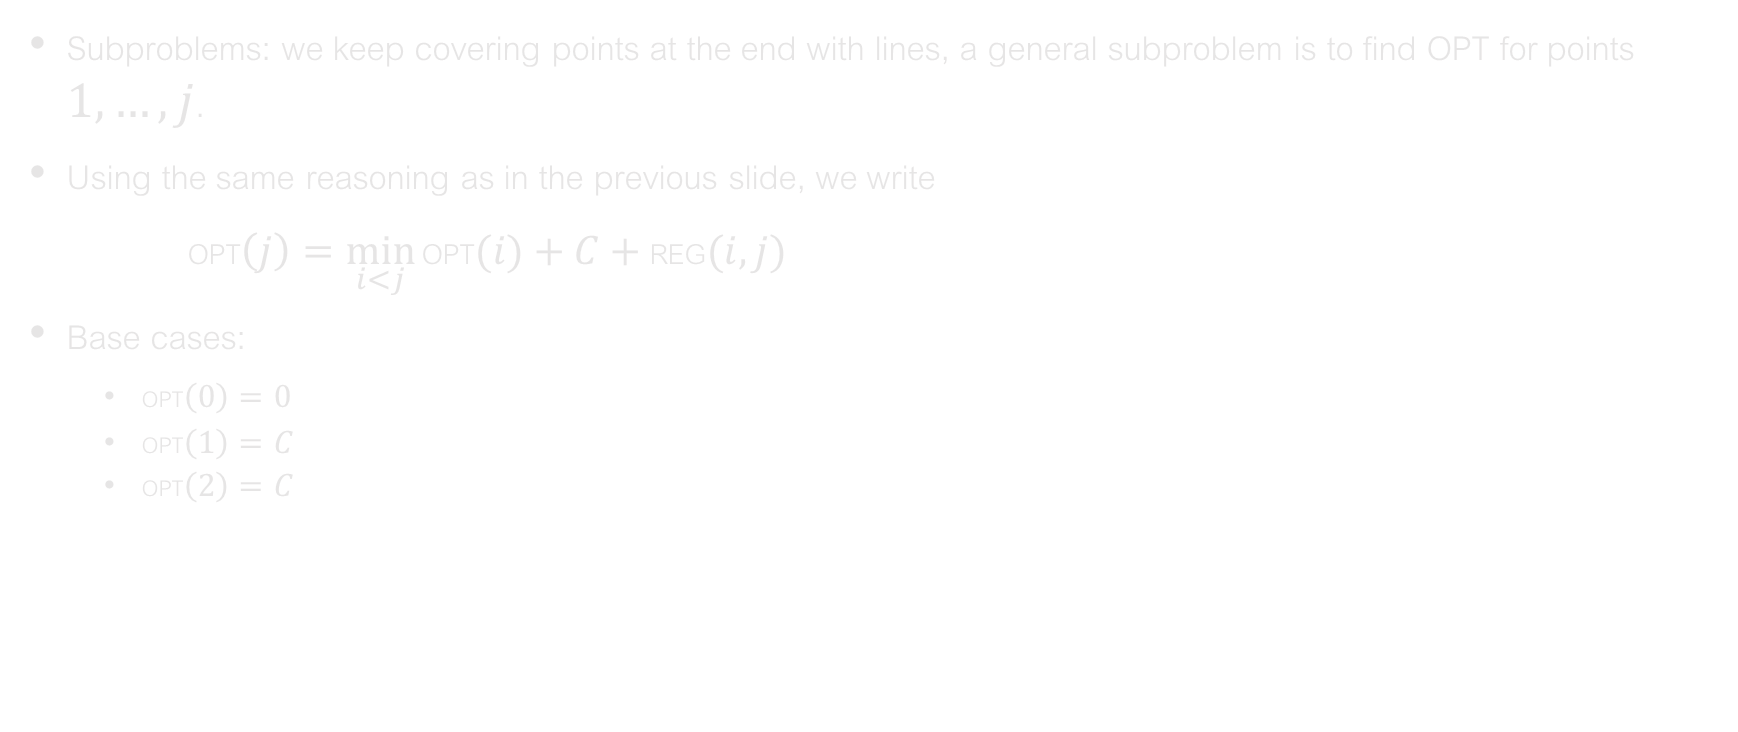 • Subproblems: we keep covering points at the end with lines, a general subproblem is to find OPT for points
1, … , j.
• Using the same reasoning as in the previous slide, we write
OPT(j) = min OPT(i) + C + REG(i, j)
i<j
• Base cases:
• OPT(0) = 0
• OPT(1) = C
• OPT(2) = C